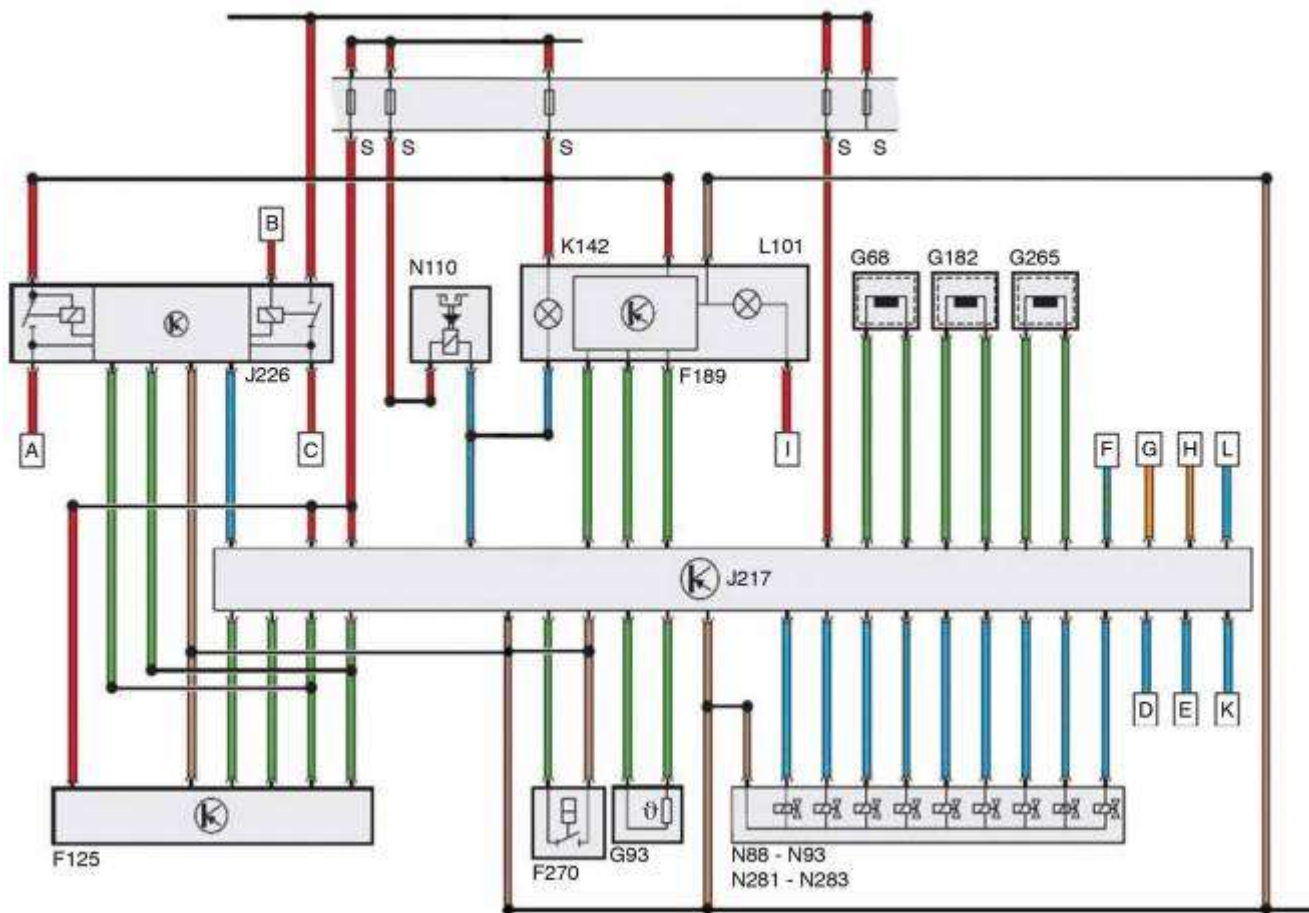 S S S S S
B
K142 L101 G68 G182 G265
N110
J226 F189
A C I F G H L
J217
D E K
ϑ
F125 F270 G93 N88 - N93
N281 - N283